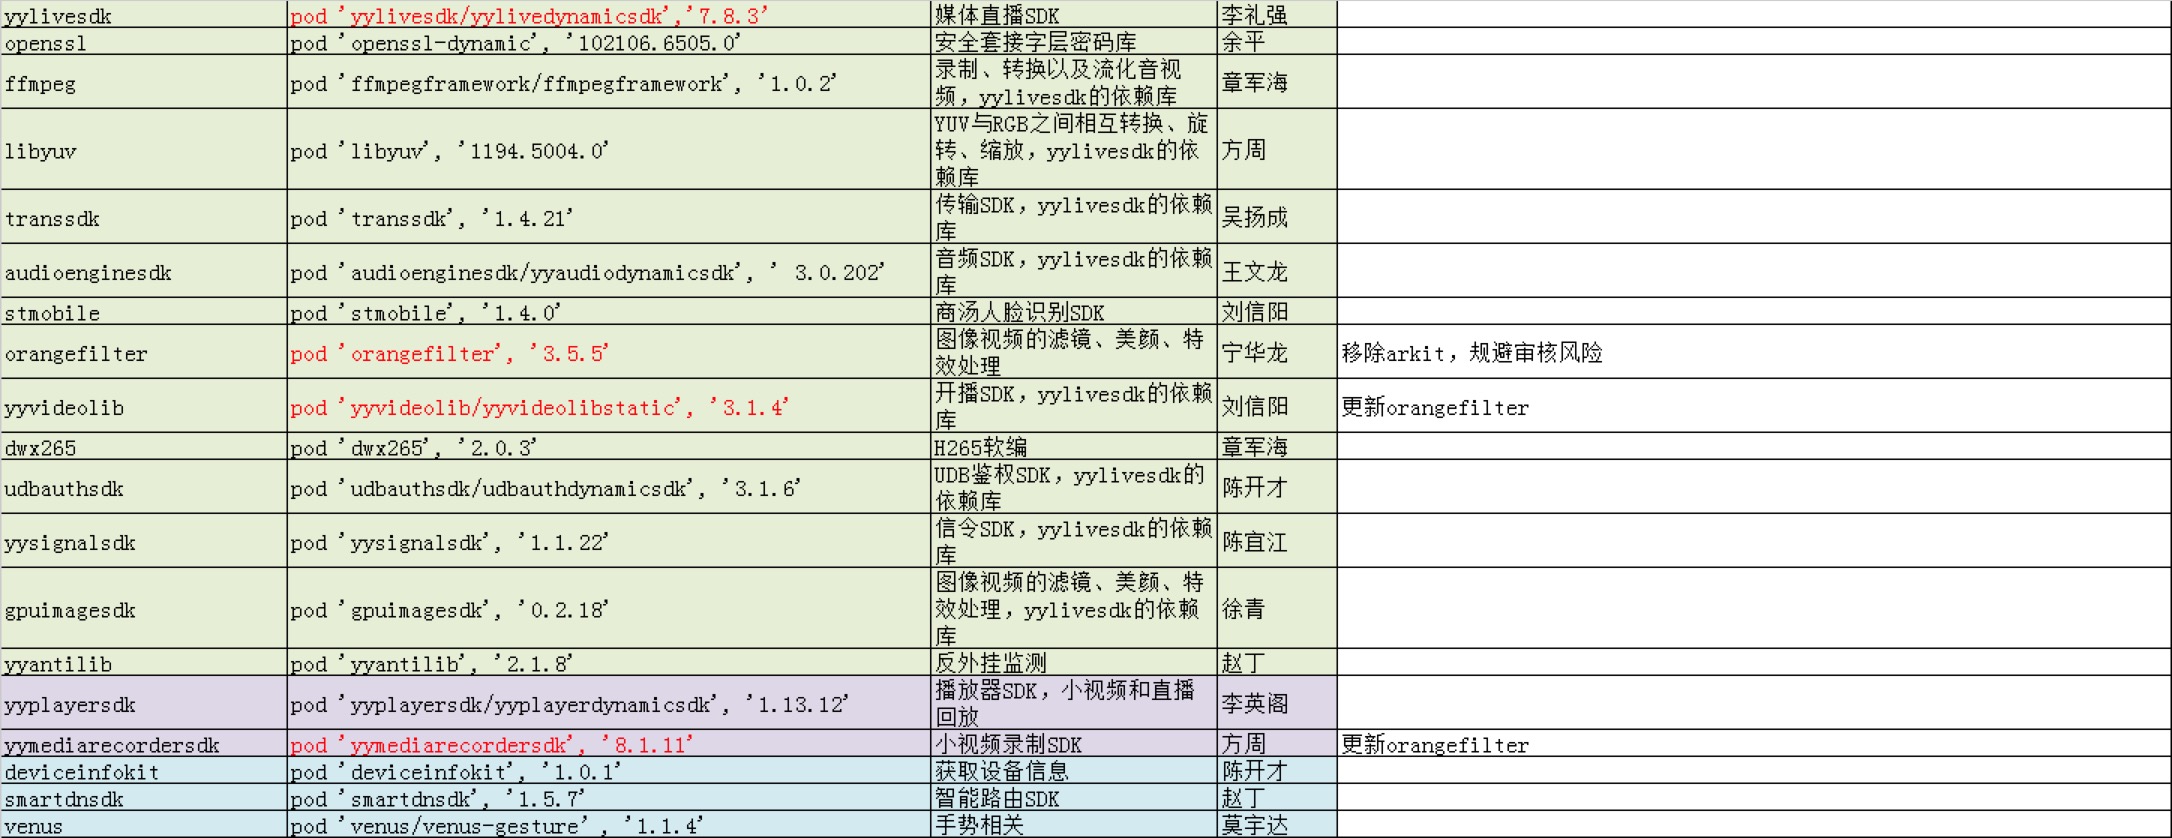 yylivesdk pod 'yylivesdk/yylivedynamicsdk','7.8.3' 媒体直播SDK 李礼强
openssl pod 'openssl-dynamic', '102106.6505.0' 安全套接字层密码库 余平
ffmpeg pod 'ffmpegframework/ffmpegframework', '1.0.2' 录制、转换以及流化音视
频，yylivesdk的依赖库 章军海
libyuv pod 'libyuv', '1194.5004.0' YUV与RGB之间相互转换、旋
转、缩放，yylivesdk的依
赖库 方周
transsdk pod 'transsdk', '1.4.21' 传输SDK，yylivesdk的依赖
库 吴扬成
audioenginesdk pod 'audioenginesdk/yyaudiodynamicsdk', ' 3.0.202' 音频SDK，yylivesdk的依赖
库 王文龙
stmobile pod 'stmobile', '1.4.0' 商汤人脸识别SDK 刘信阳
orangefilter pod 'orangefilter', '3.5.5' 图像视频的滤镜、美颜、特
效处理 宁华龙 移除arkit，规避审核风险
yyvideolib pod 'yyvideolib/yyvideolibstatic', '3.1.4' 开播SDK，yylivesdk的依赖
库 刘信阳 更新orangefilter
dwx265 pod 'dwx265', '2.0.3' H265软编 章军海
udbauthsdk pod 'udbauthsdk/udbauthdynamicsdk', '3.1.6' UDB鉴权SDK，yylivesdk的
依赖库 陈开才
yysignalsdk pod 'yysignalsdk', '1.1.22' 信令SDK，yylivesdk的依赖
库 陈宜江
gpuimagesdk pod 'gpuimagesdk', '0.2.18' 图像视频的滤镜、美颜、特
效处理，yylivesdk的依赖
库 徐青
yyantilib pod 'yyantilib', '2.1.8' 反外挂监测 赵丁
yyplayersdk pod 'yyplayersdk/yyplayerdynamicsdk', '1.13.12' 播放器SDK，小视频和直播
回放 李英阁
yymediarecordersdk pod 'yymediarecordersdk', '8.1.11' 小视频录制SDK 方周 更新orangefilter
deviceinfokit pod 'deviceinfokit', '1.0.1' 获取设备信息 陈开才
smartdnsdk pod 'smartdnsdk', '1.5.7' 智能路由SDK 赵丁
venus pod 'venus/venus-gesture' , '1.1.4' 手势相关 莫宇达